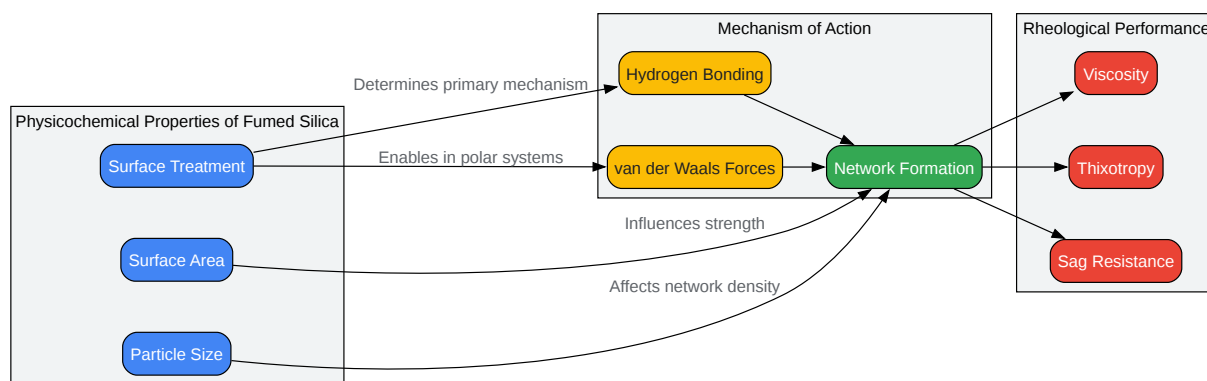 Mechanism of Action
Rheological Performance
Hydrogen Bonding
Viscosity
Determines primary mechanism
Physicochemical Properties of Fumed Silica
Surface Treatment
Enables in polar systems
van der Waals Forces
Network Formation
Thixotropy
Influences strength
Surface Area
Sag Resistance
Affects network density
Particle Size